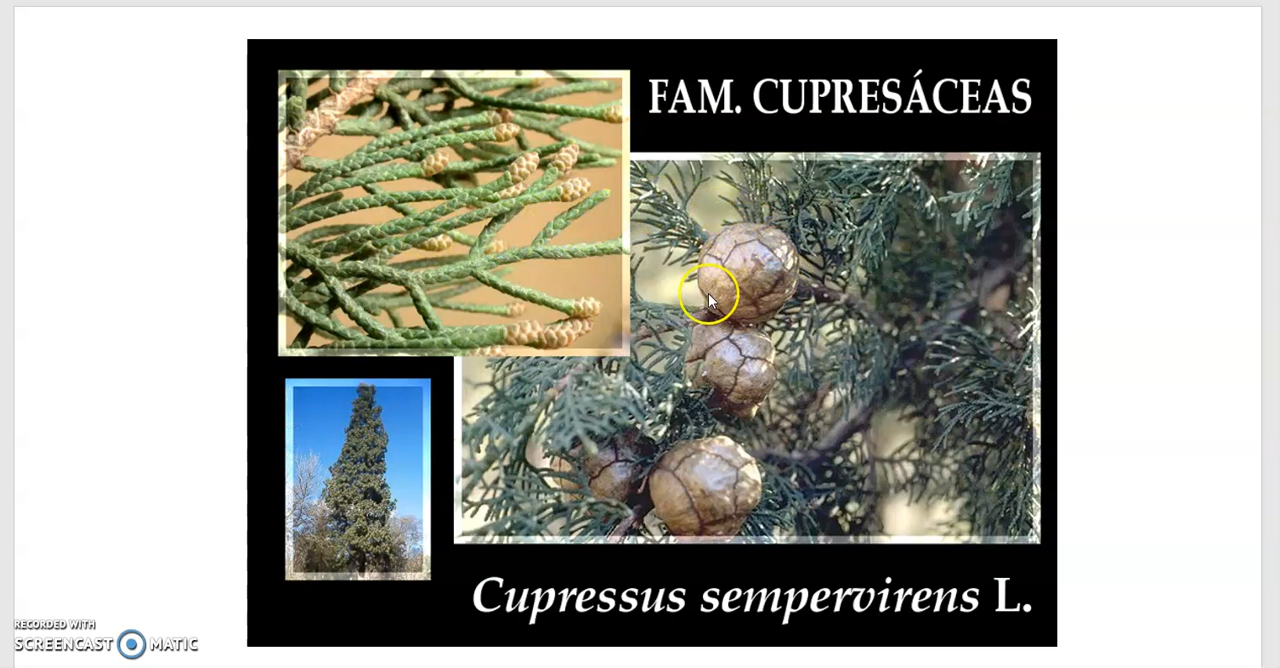 FAM. CUPRESÁCEAS
Cupressus sempervirens L.
RECORDED WITH
SCREENCAST MATIC